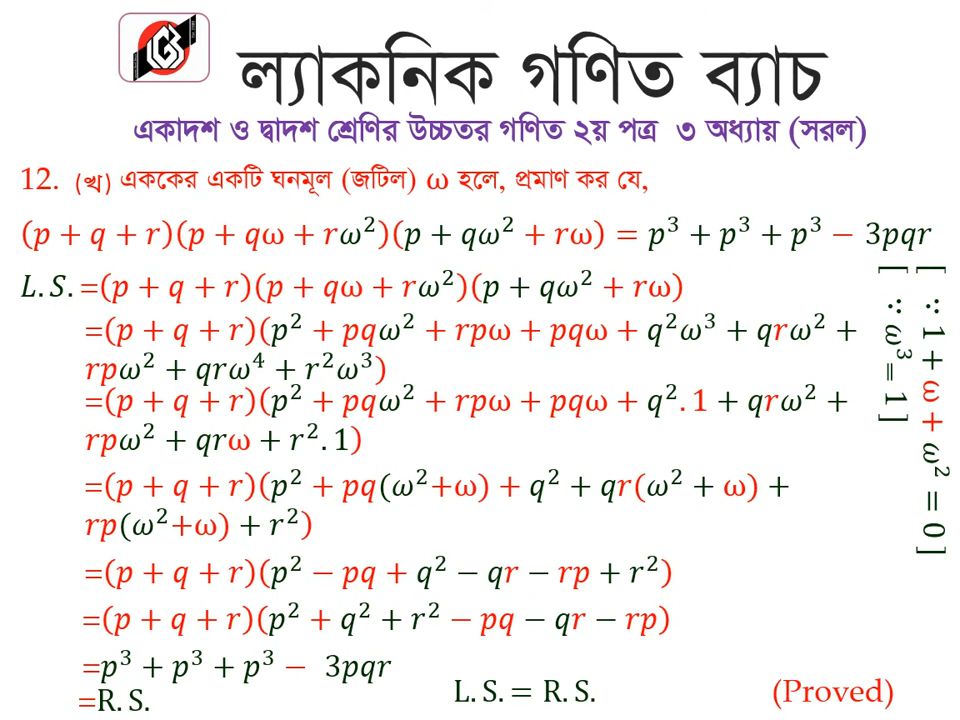 ল্যাকনিক গণিত ব্যাচ
একাদশ ও দ্বাদশ শ্রেণির উচ্চতর গণিত ২য় পত্র ৩ অধ্যায় (সরল)
12. (খ) এককের একটি ঘনমূল (জটিল) ω হলে, প্রমাণ কর যে,
(p + q + r)(p + qω + rω²)(p + qω² + rω) = p³ + p³ + p³ − 3pqr
L.S. =(p + q + r)(p + qω + rω²)(p + qω² + rω)
=(p + q + r)(p² + pqω² + rpω + pqω + q²ω³ + qrω² +
rpω² + qrω⁴ + r²ω³)
=(p + q + r)(p² + pqω² + rpω + pqω + q².1 + qrω² +
rpω² + qrω + r².1)
=(p + q + r)(p² + pq(ω²+ω) + q² + qr(ω² + ω) +
rp(ω²+ω) + r²)
=(p + q + r)(p² − pq + q² − qr − rp + r²)
=(p + q + r)(p² + q² + r² − pq − qr − rp)
=p³ + p³ + p³ − 3pqr
=R.S.
L.S. = R.S.
(Proved)
[ ∵ 1 + ω + ω² = 0 ]
[ ∵ ω³ = 1 ]